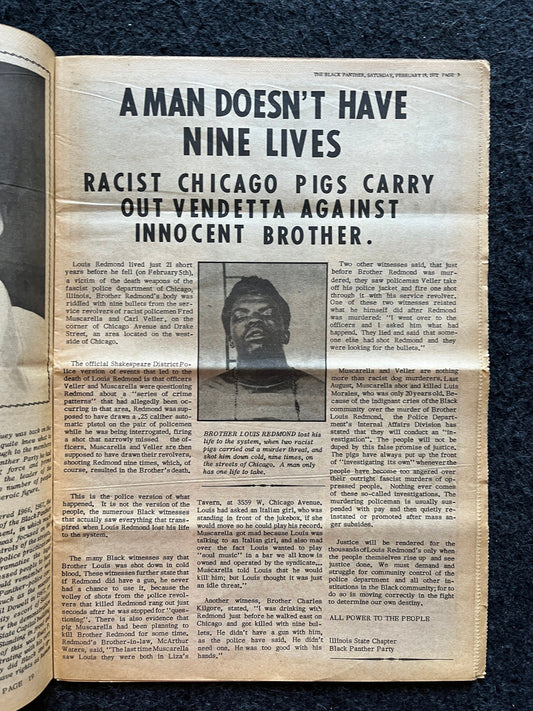 THE BLACK PANTHER, SATURDAY, FEBRUARY 19, 1972 PAGE 3
A MAN DOESN'T HAVE
NINE LIVES
RACIST CHICAGO PIGS CARRY
OUT VENDETTA AGAINST
INNOCENT BROTHER.
Louis Redmond lived just 21 short
years before he fell (on February 5th),
a victim of the death weapons of the
fascist police department of Chicago,
Illinois. Brother Redmond's body was
riddled with nine bullets from the ser-
vice revolvers of racist policemen Fred
Muscarella and Carl Veller, on the
corner of Chicago Avenue and Drake
Street, an area located on the west-
side of Chicago.
The official Shakespeare District Po-
lice version of events that led to the
death of Louis Redmond is that officers
Veller and Muscarella were questioning
Redmond about a "series of crime
patterns" that had allegedly been oc-
curring in that area. Redmond was sup-
posed to have drawn a .25 caliber auto-
matic pistol on the pair of policemen
while he was being interrogated, firing
a shot that narrowly missed the of-
ficers. Muscarella and Veller are then
supposed to have drawn their revolvers,
shooting Redmond nine times, which, of
course, resulted in the Brother's death.
This is the police version of what
happened. It is not the version of the
people, the numerous Black witnesses
that actually saw everything that trans-
pired when Louis Redmond lost his life
to the system.
The many Black witnesses say that
Brother Louis was shot down in cold
blood. These witnesses further state that
if Redmond did have a gun, he never
had a chance to use it, because the
volley of shots from the police revol-
vers that killed Redmond rang out just
seconds after he was stopped for "ques-
tioning". There is also evidence that
pig Muscarella had been planning to
kill Brother Redmond for some time.
Redmond's Brother-in-law, McArthur
Waters, said, "The last time Muscarella
saw Louis they were both in Liza's
BROTHER LOUIS REDMOND lost his
life to the system, when two racist
pigs carried out a murder threat, and
shot him down cold, nine times, on
the streets of Chicago. A man only
has one life to take.
Tavern, at 3559 W. Chicago Avenue.
Louis had asked an Italian girl, who was
standing in front of the jukebox, if she
would move so he could play his record.
Muscarella got mad because Louis was
talking to an Italian girl, and also mad
over the fact Louis wanted to play
"soul music" in a bar we all know is
owned and operated by the syndicate...
Muscarella told Louis that he would
kill him; but Louis thought it was just
an idle threat."
Another witness, Brother Charles
Kilgore, stated, "I was drinking with
Redmond just before he walked east on
Chicago and got killed with nine bul-
lets. He didn't have a gun with him,
as the police have said. He didn't
need one. He was too good with his
hands."
Two other witnesses said, that just
before Brother Redmond was mur-
dered, they saw policeman Veller take
off his police jacket and fire one shot
through it with his service revolver.
One of these two witnesses related
what he himself did after Redmond
was murdered: "I went over to the
officers and I asked him what had
happened. They lied and said that some-
one else had shot Redmond and they
were looking for the bullets."
Muscarella and Veller are nothing
more than racist dog murderers. Last
August, Muscarella shot and killed Luis
Morales, who was only 20 years old. Be-
cause of the indignant cries of the Black
community over the murder of Brother
Louis Redmond, the Police Depart-
ment's Internal Affairs Division has
stated that they will conduct an "in-
vestigation". The people will not be
duped by this false promise of justice.
The pigs have always put up the front
of "investigating its own" whenever the
people have become too angered over
their outright fascist murders of op-
pressed people. Nothing ever comes
of these so-called investigations. The
murdering policeman is usually sus-
pended with pay and then quietly re-
instated or promoted after mass an-
ger subsides.
Justice will be rendered for the
thousands of Louis Redmond's only when
the people themselves rise up and see
justice done. We must demand and
struggle for community control of the
police department and all other ins-
titutions in the Black community; for to
do so is moving correctly in the fight
to determine our own destiny.
ALL POWER TO THE PEOPLE
Illinois State Chapter
Black Panther Party
PAGE 19